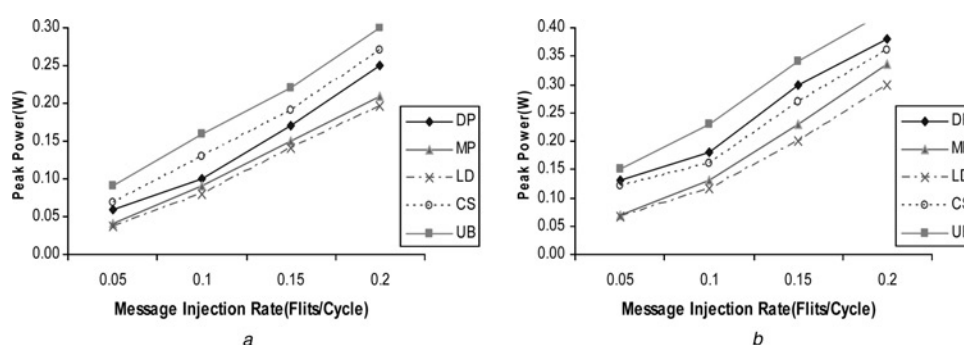 0.30
0.25
0.20
0.15
0.10
0.05
0.00
Peak Power(W)
0.05 0.1 0.15 0.2
Message Injection Rate(Flits/Cycle)
DP
MP
LD
CS
UB
a
0.40
0.35
0.30
0.25
0.20
0.15
0.10
0.05
0.00
Peak Power(W)
0.05 0.1 0.15 0.2
Message Injection Rate(Flits/Cycle)
LD
CS
b